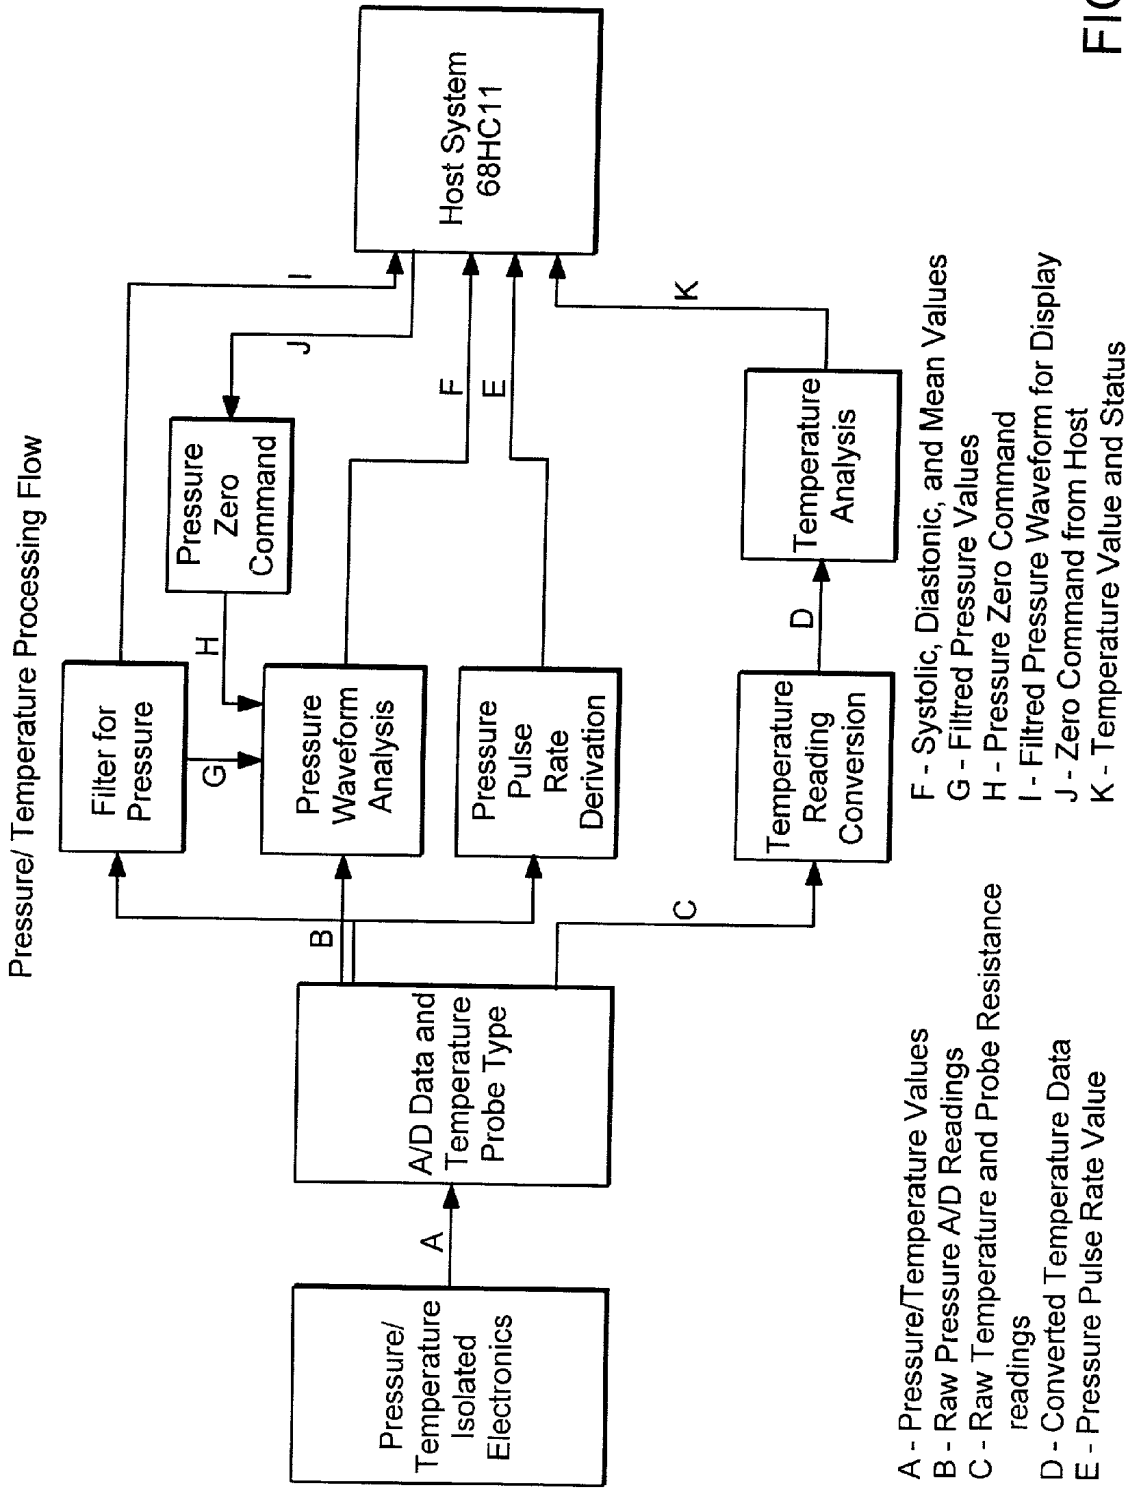 Pressure/ Temperature Processing Flow
Pressure/
Temperature
Isolated
Electronics
A
A/D Data and
Temperature
Probe Type
B
C
Filter for
Pressure
G
H
Pressure
Waveform
Analysis
Pressure
Pulse
Rate
Derivation
Temperature
Reading
Conversion
D
Pressure
Zero
Command
Temperature
Analysis
I
J
F
E
K
Host System
68HC11
A - Pressure/Temperature Values
B - Raw Pressure A/D Readings
C - Raw Temperature and Probe Resistance
readings
D - Converted Temperature Data
E - Pressure Pulse Rate Value
F - Systolic, Diastonic, and Mean Values
G - Filtred Pressure Values
H - Pressure Zero Command
I - Filtred Pressure Waveform for Display
J - Zero Command from Host
K - Temperature Value and Status